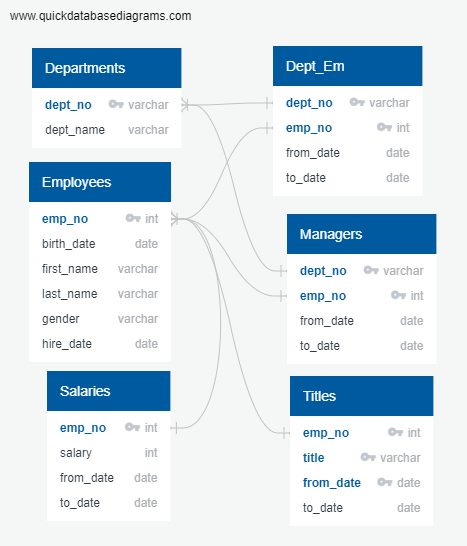 www.quickdatabasediagrams.com
Departments
dept_no varchar
dept_name varchar
Dept_Em
dept_no varchar
emp_no int
from_date date
to_date date
Employees
emp_no int
birth_date date
first_name varchar
last_name varchar
gender varchar
hire_date date
Managers
dept_no varchar
emp_no int
from_date date
to_date date
Salaries
emp_no int
salary int
from_date date
to_date date
Titles
emp_no int
title varchar
from_date date
to_date date